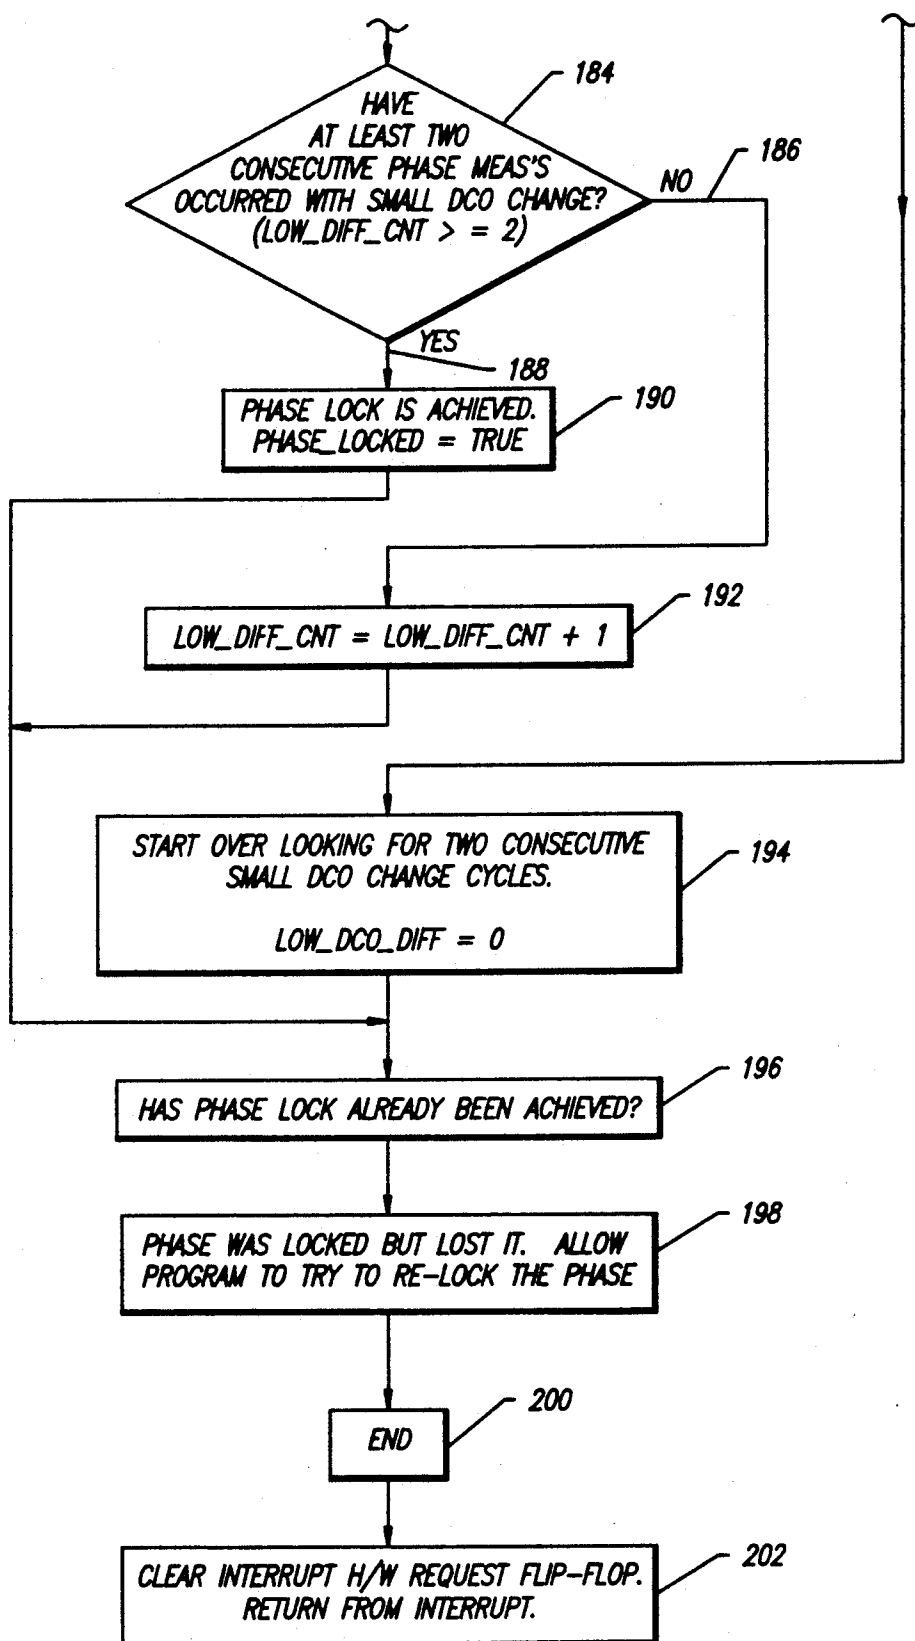 184
HAVE
AT LEAST TWO
CONSECUTIVE PHASE MEAS'S
OCCURRED WITH SMALL DCO CHANGE?
(LOW_DIFF_CNT > = 2)
NO
186
YES
188
PHASE LOCK IS ACHIEVED.
PHASE_LOCKED = TRUE
190
LOW_DIFF_CNT = LOW_DIFF_CNT + 1
192
START OVER LOOKING FOR TWO CONSECUTIVE
SMALL DCO CHANGE CYCLES.
LOW_DCO_DIFF = 0
194
HAS PHASE LOCK ALREADY BEEN ACHIEVED?
196
PHASE WAS LOCKED BUT LOST IT. ALLOW
PROGRAM TO TRY TO RE-LOCK THE PHASE
198
END
200
CLEAR INTERRUPT H/W REQUEST FLIP-FLOP.
RETURN FROM INTERRUPT.
202